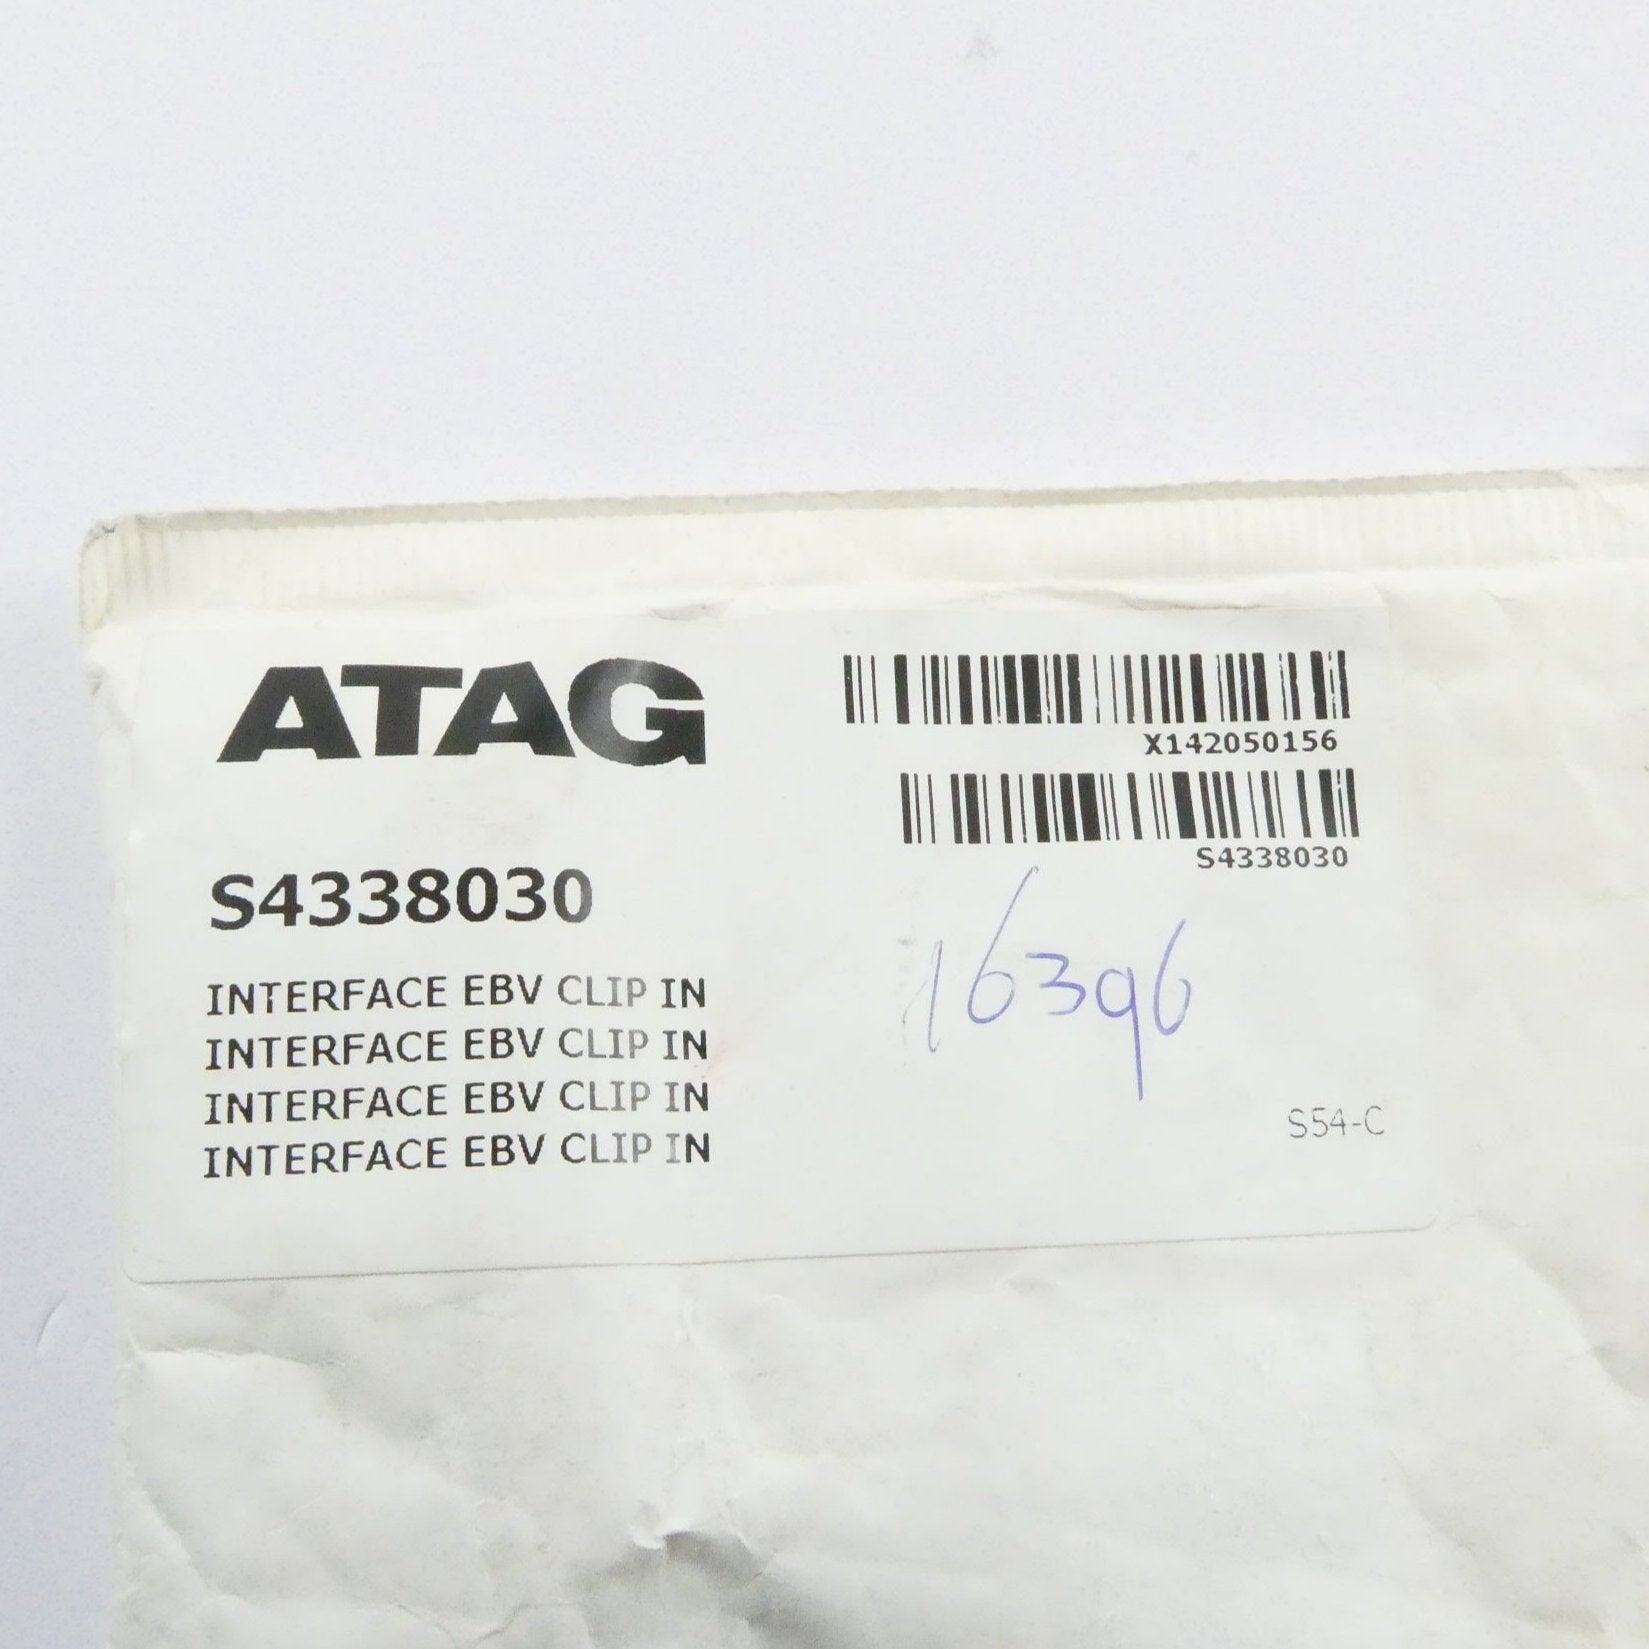 ATAG
X142050156
S4338030
S4338030
INTERFACE EBV CLIP IN
INTERFACE EBV CLIP IN
INTERFACE EBV CLIP IN
INTERFACE EBV CLIP IN
16396
S54-C